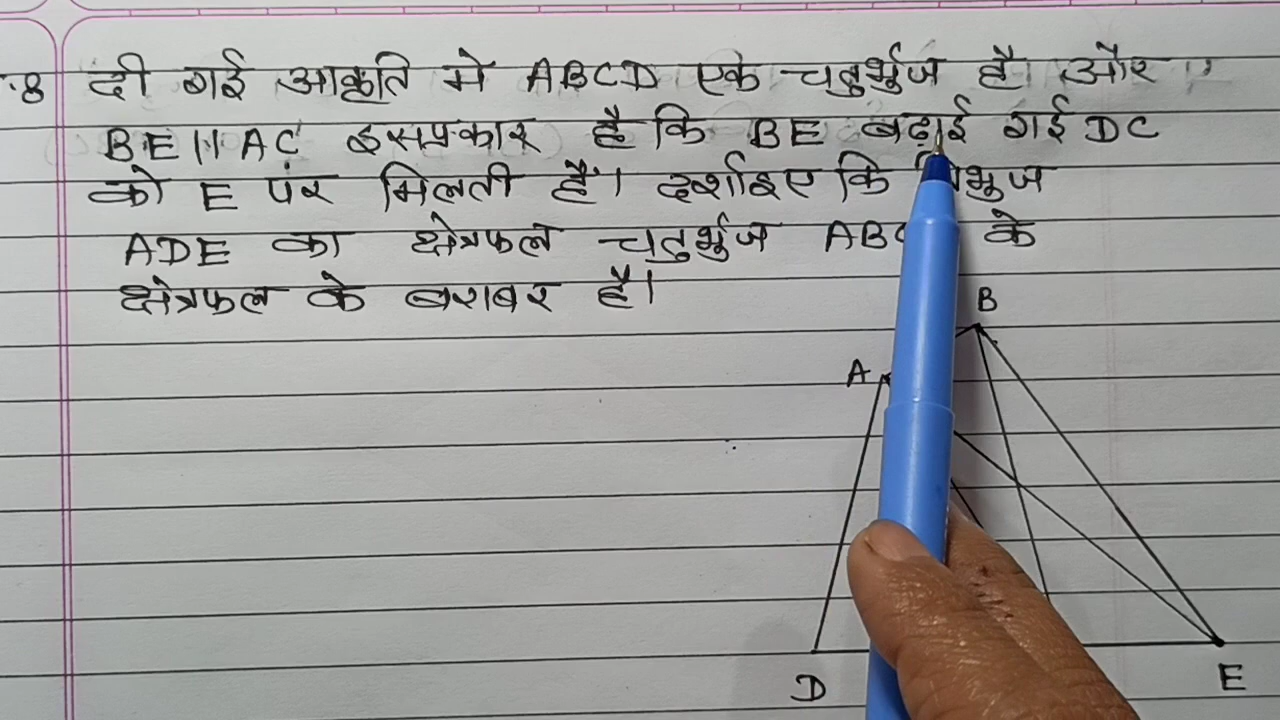 .8 दी गई आकृति मे ABCD एक चतुर्भुज है और
BE||AC इसप्रकार है कि BE बढ़ाई गई DC
को E पर मिलती है। दर्शाइए कि
ADE का क्षेत्रफल चतुर्भुज के
क्षेत्रफल के बराबर है।
B
A
D
E